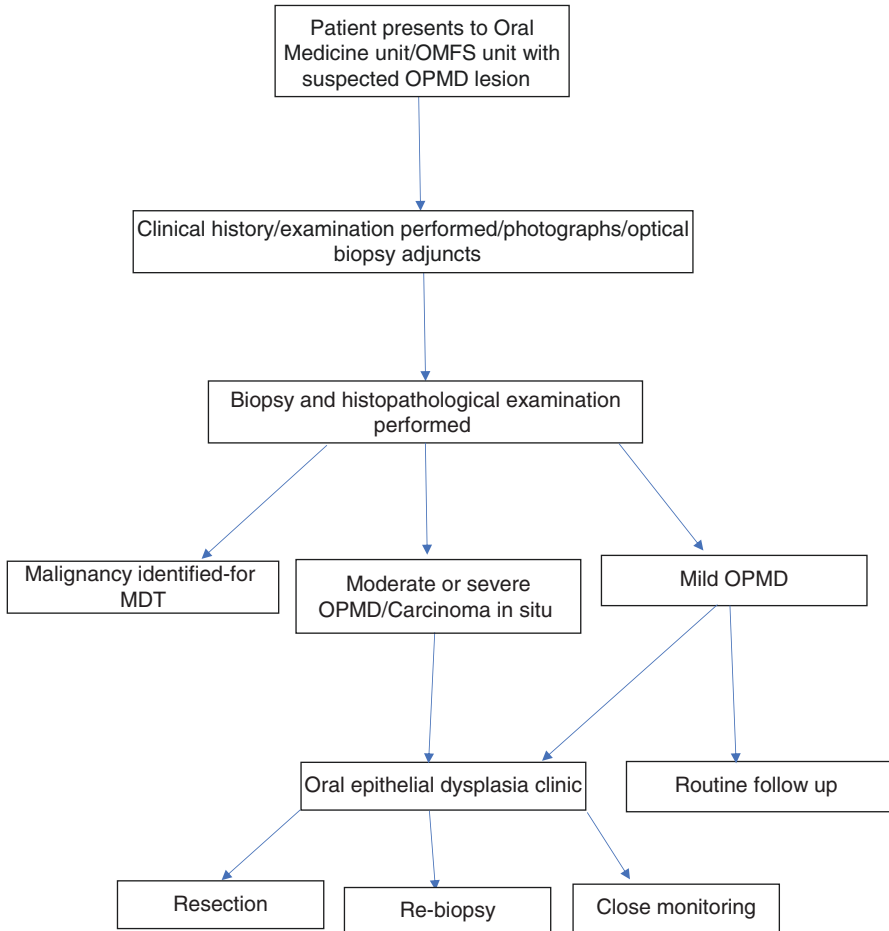 Patient presents to Oral
Medicine unit/OMFS unit with
suspected OPMD lesion
Clinical history/examination performed/photographs/optical
biopsy adjuncts
Biopsy and histopathological examination
performed
Malignancy identified-for
MDT
Moderate or severe
OPMD/Carcinoma in situ
Mild OPMD
Oral epithelial dysplasia clinic
Routine follow up
Resection
Re-biopsy
Close monitoring